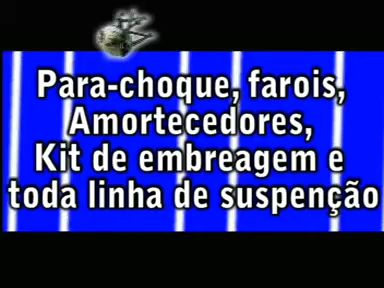 Para-choque, farois,
Amortecedores,
Kit de embreagem e
toda linha de suspenção